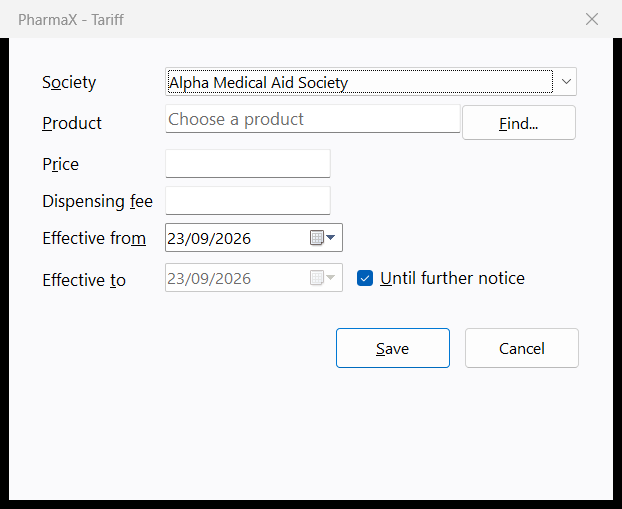 PharmaX - Tariff
Society Alpha Medical Aid Society
Product Choose a product Find...
Price
Dispensing fee
Effective from 23/09/2026
Effective to 23/09/2026 Until further notice
Save Cancel